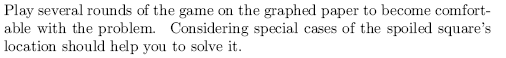 Play several rounds of the game on the graphed paper to become comfort-
able with the problem. Considering special cases of the spoiled square's
location should help you to solve it.